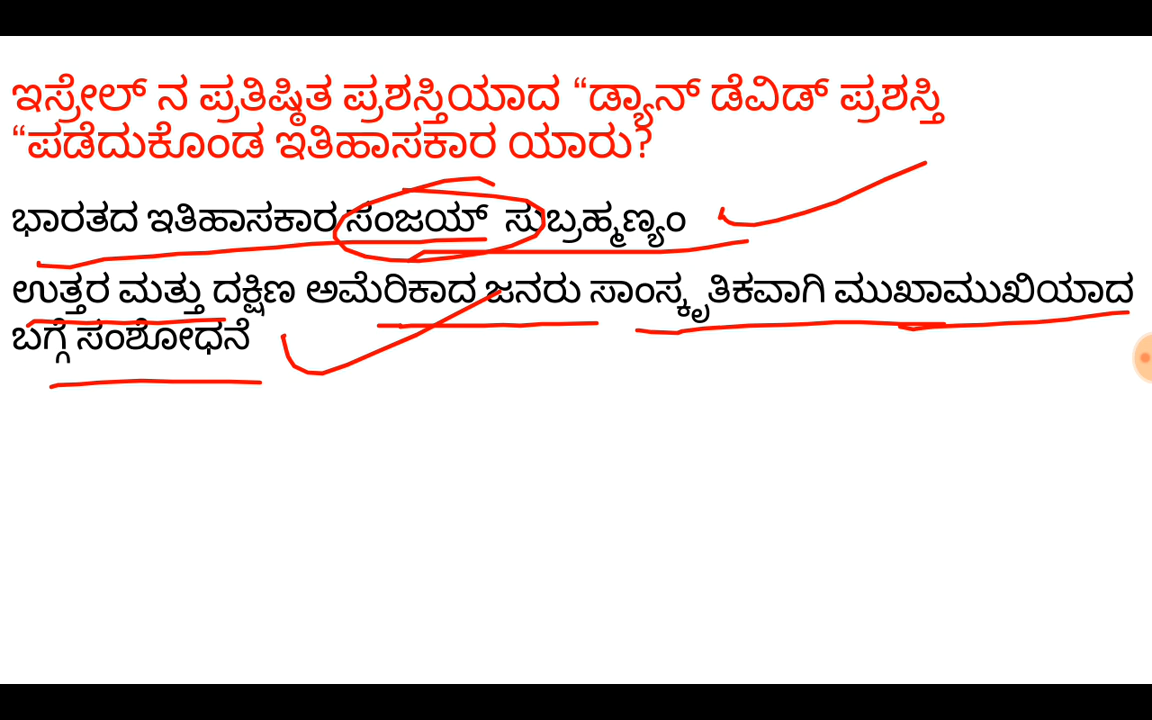 ಇಸ್ರೇಲ್ ನ ಪ್ರತಿಷ್ಠಿತ ಪ್ರಶಸ್ತಿಯಾದ “ಡ್ಯಾನ್ ಡೆವಿಡ್ ಪ್ರಶಸ್ತಿ
“ಪಡೆದುಕೊಂಡ ಇತಿಹಾಸಕಾರ ಯಾರು?
ಭಾರತದ ಇತಿಹಾಸಕಾರ ಸಂಜಯ್ ಸುಬ್ರಹ್ಮಣ್ಯಂ
ಉತ್ತರ ಮತ್ತು ದಕ್ಷಿಣ ಅಮೆರಿಕಾದ ಜನರು ಸಾಂಸ್ಕೃತಿಕವಾಗಿ ಮುಖಾಮುಖಿಯಾದ
ಬಗ್ಗೆ ಸಂಶೋಧನೆ